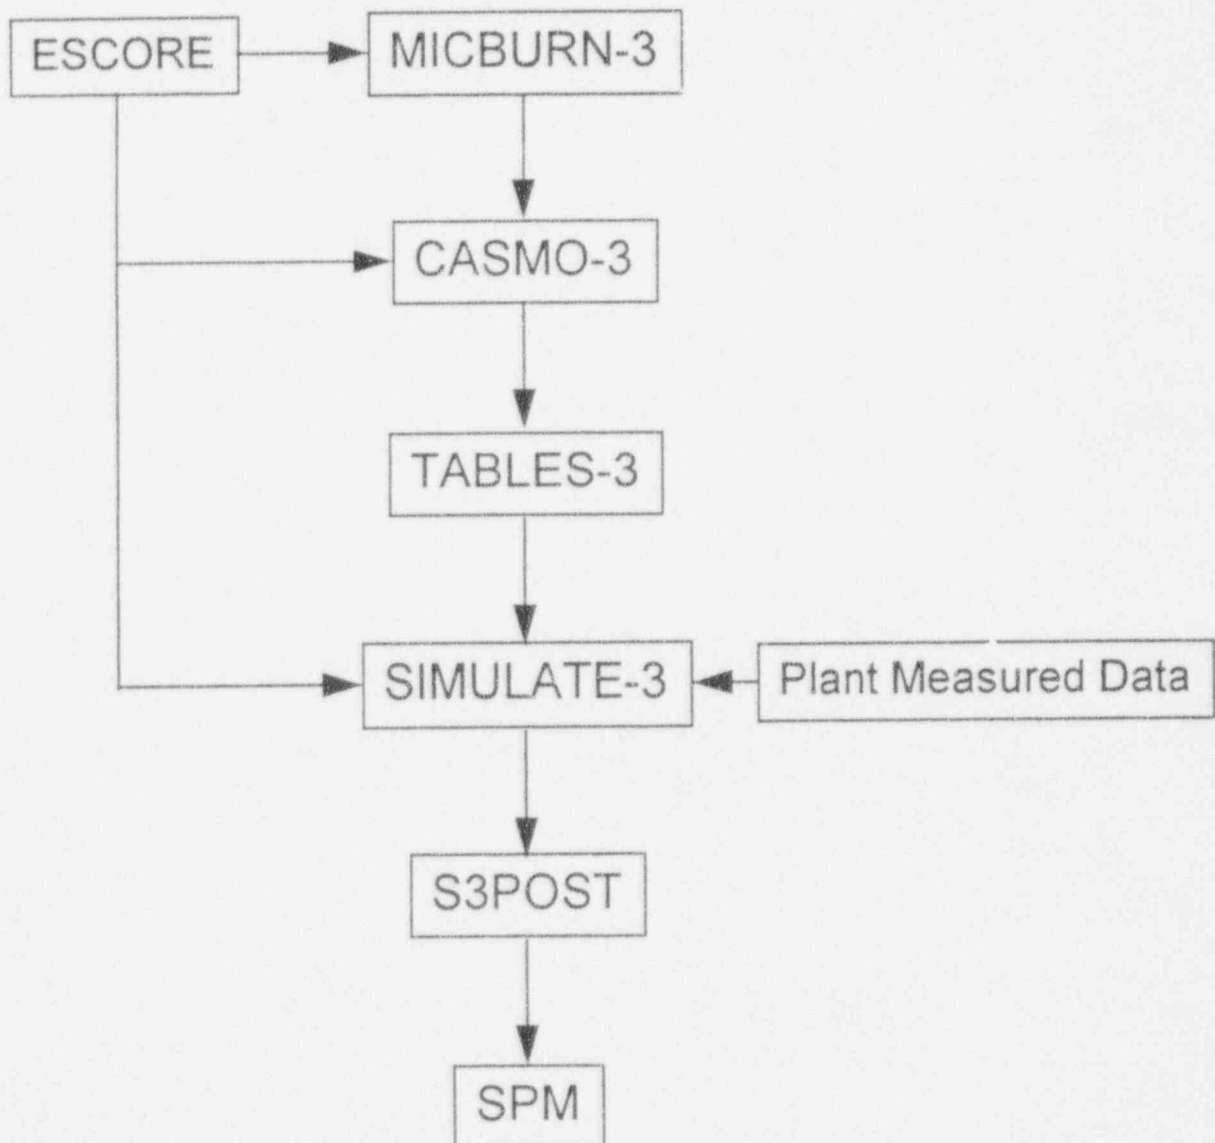 ESCORE
MICBURN-3
CASMO-3
TABLES-3
SIMULATE-3
Plant Measured Data
S3POST
SPM